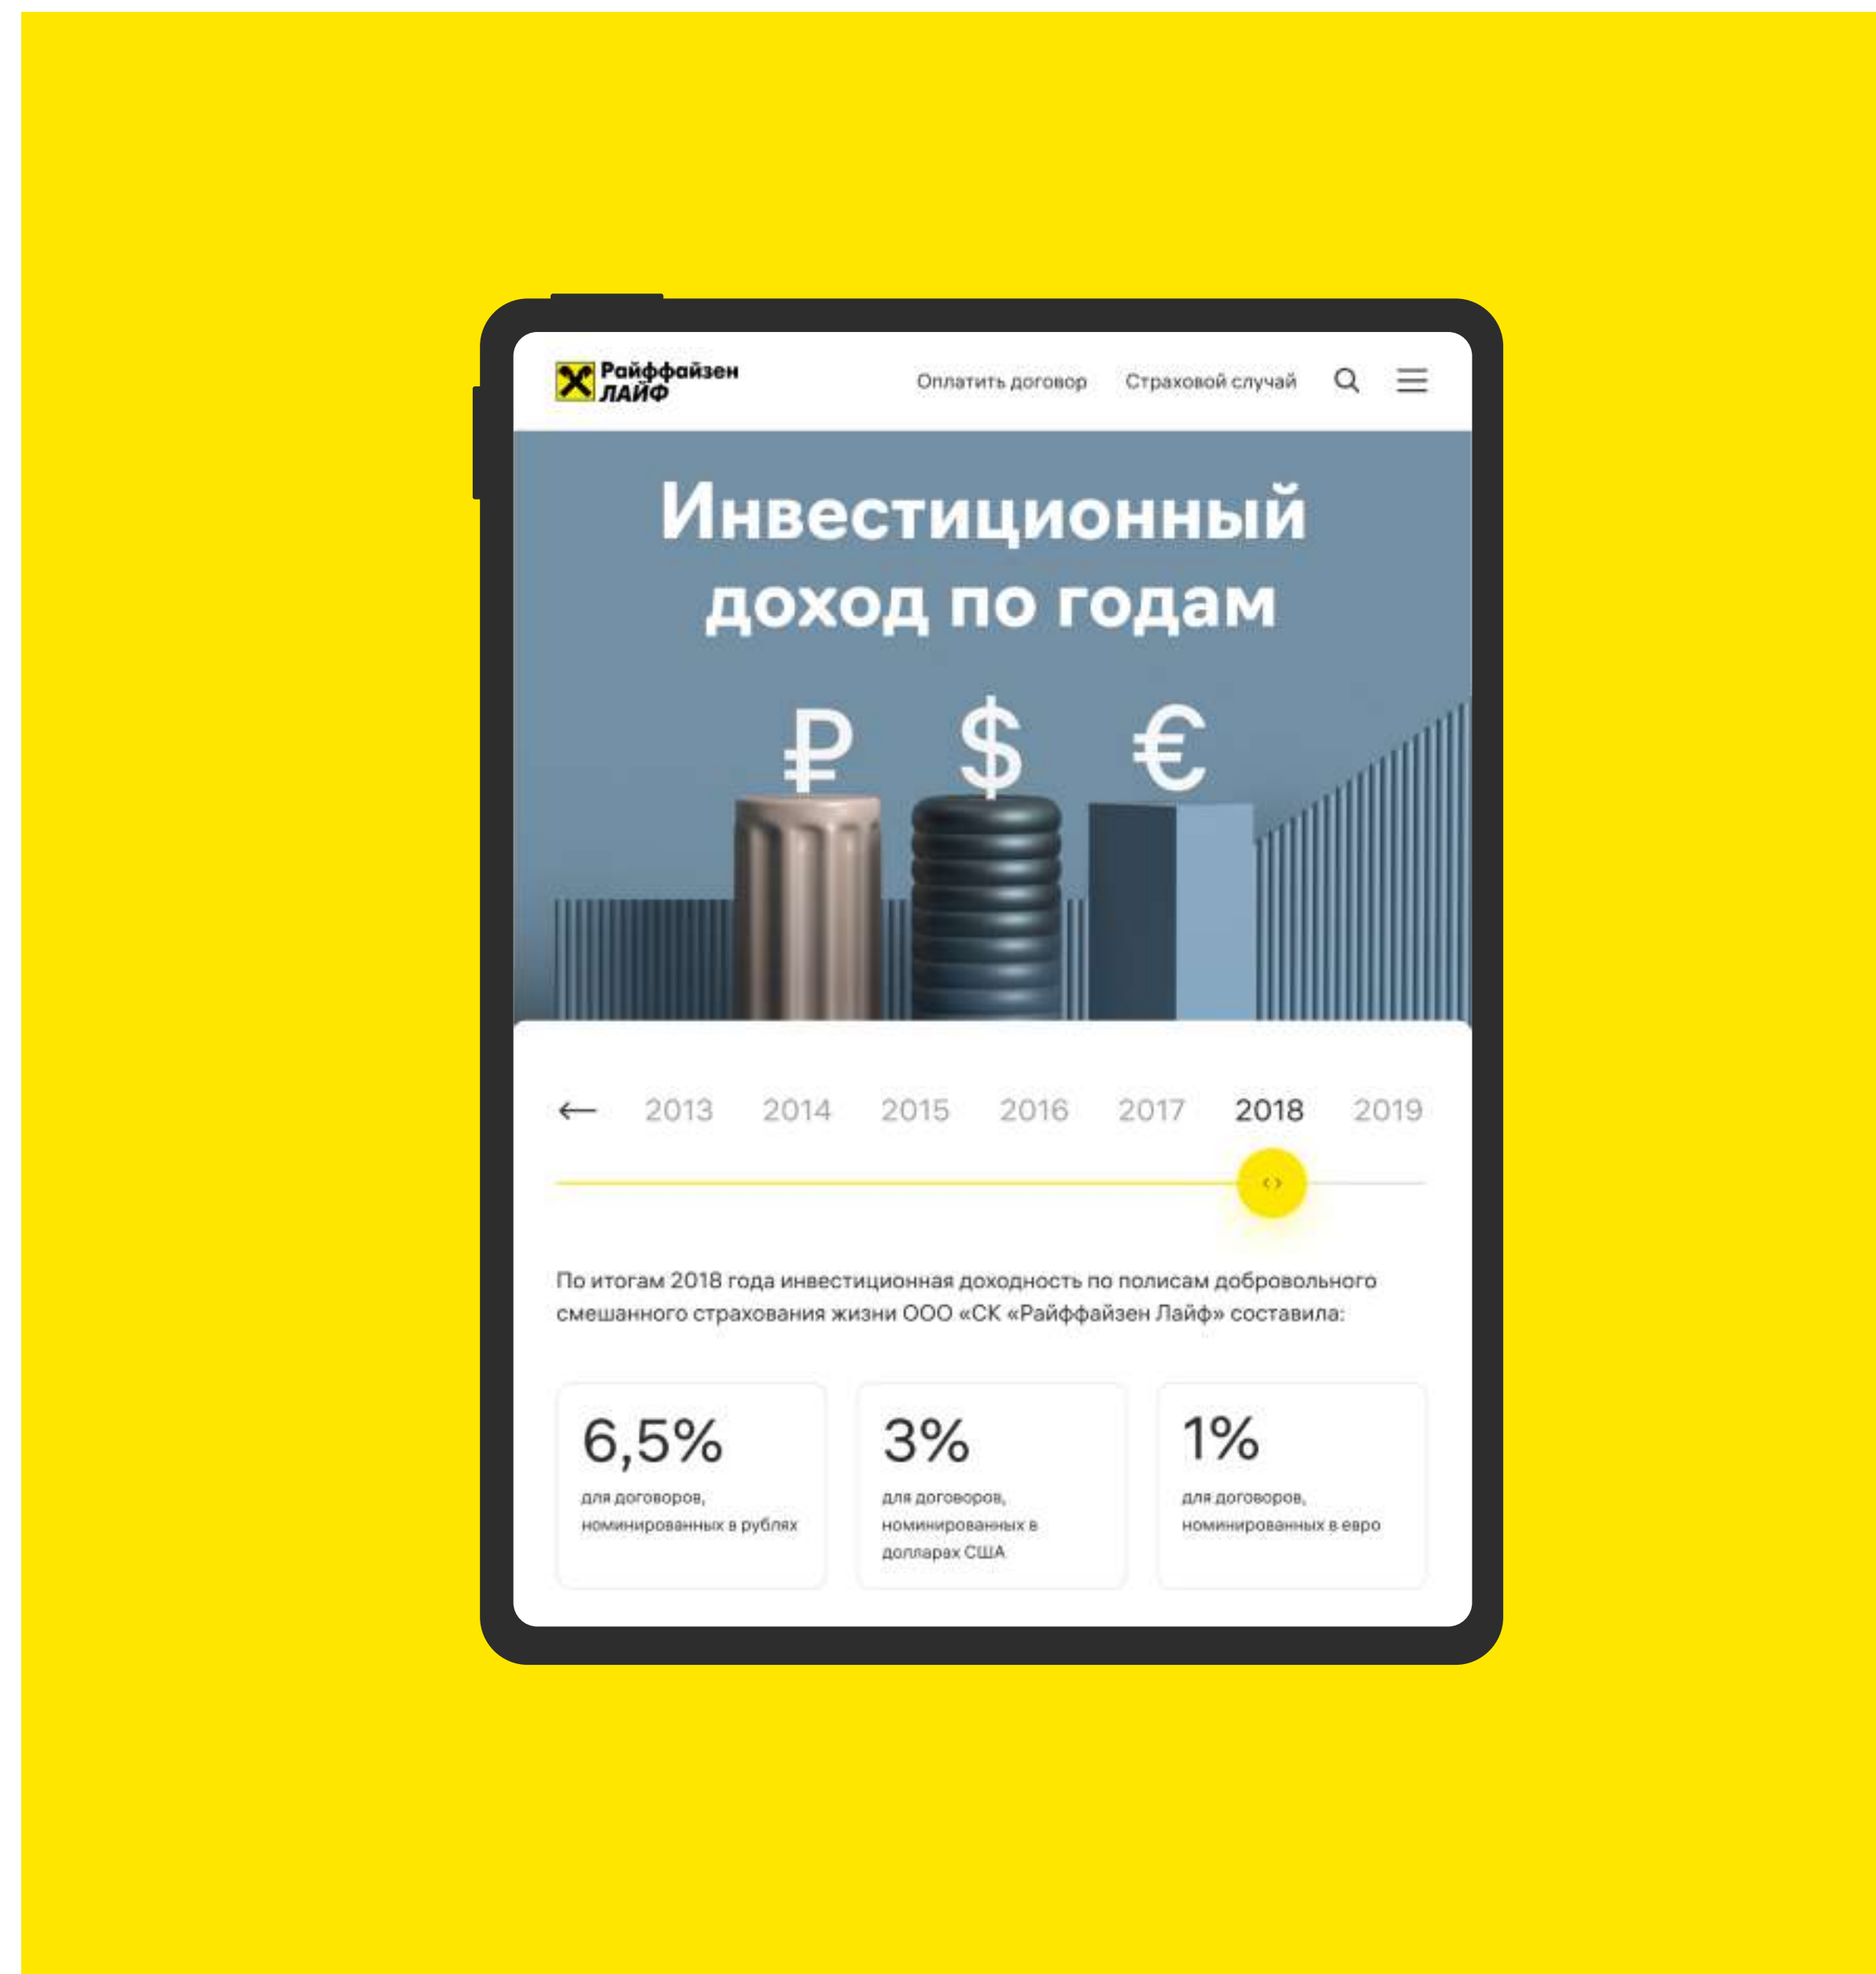 Райффайзен
ЛАЙФ
Оплатить договор Страховой случай
Инвестиционный
доход по годам
₽ $ €
2013 2014 2015 2016 2017 2018 2019
По итогам 2018 года инвестиционная доходность по полисам добровольного
смешанного страхования жизни ООО «СК «Райффайзен Лайф» составила:
6,5%
для договоров,
номинированных в рублях
3%
для договоров,
номинированных в
долларах США
1%
для договоров,
номинированных в евро